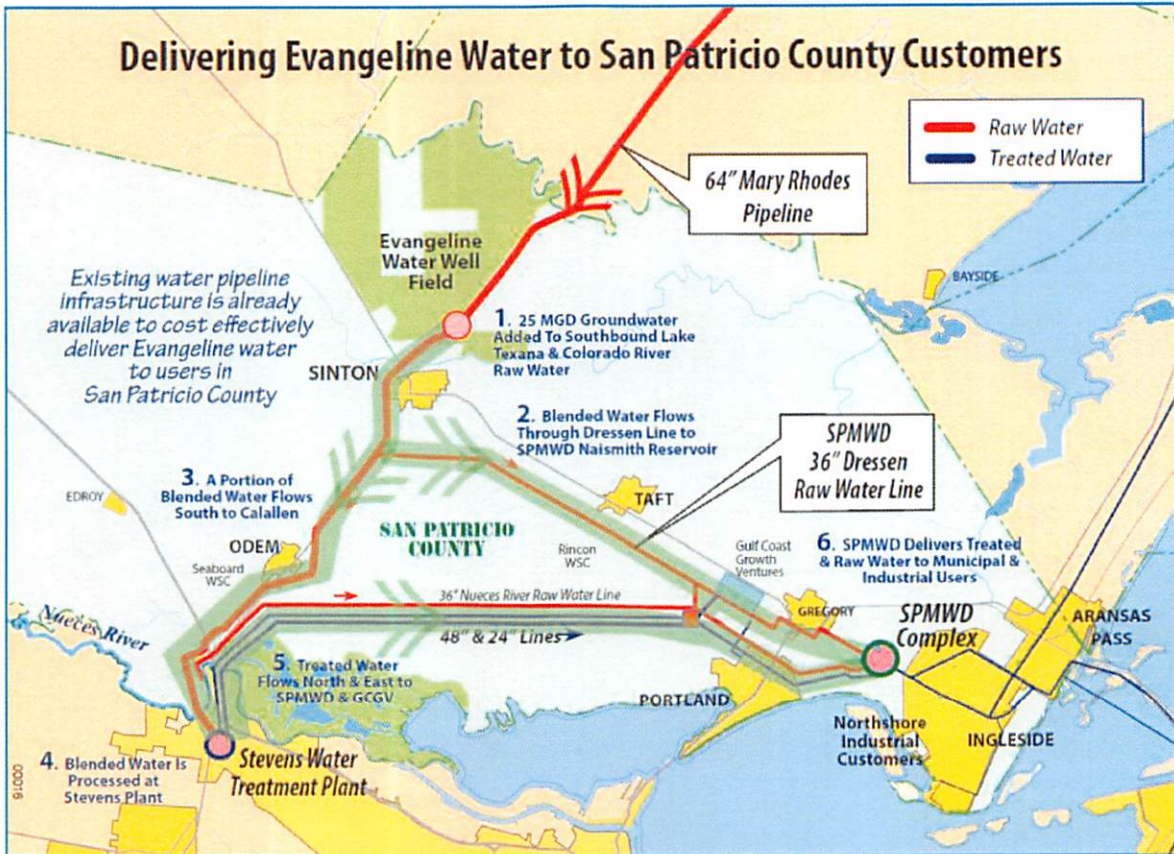 Delivering Evangeline Water to San Patricio County Customers
Raw Water
Treated Water
64" Mary Rhodes
Pipeline
Evangeline
Water Well
Field
BAYSIDE
Existing water pipeline
infrastructure is already
available to cost effectively
deliver Evangeline water
to users in
San Patricio County
1. 25 MGD Groundwater
Added To Southbound Lake
Texana & Colorado River
Raw Water
SINTON
2. Blended Water Flows
Through Dressen Line to
SPMWD Naismith Reservoir
SPMWD
36" Dressen
Raw Water Line
3. A Portion of
Blended Water Flows
South to Calallen
EDROY
TAFT
ODEM
SAN PATRICIO
COUNTY
Seaboard
WSC
Rincon
WSC
Gulf Coast
Growth
Ventures
6. SPMWD Delivers Treated
& Raw Water to Municipal &
Industrial Users
36" Nueces River Raw Water Line
GREGORY
SPMWD
Complex
ARANSAS
PASS
Nueces River
48" & 24" Lines
5. Treated Water
Flows North & East to
SPMWD & GCGV
PORTLAND
Northshore
Industrial
Customers
INGLESIDE
4. Blended Water Is
Processed at
Stevens Plant
Stevens Water
Treatment Plant
00016